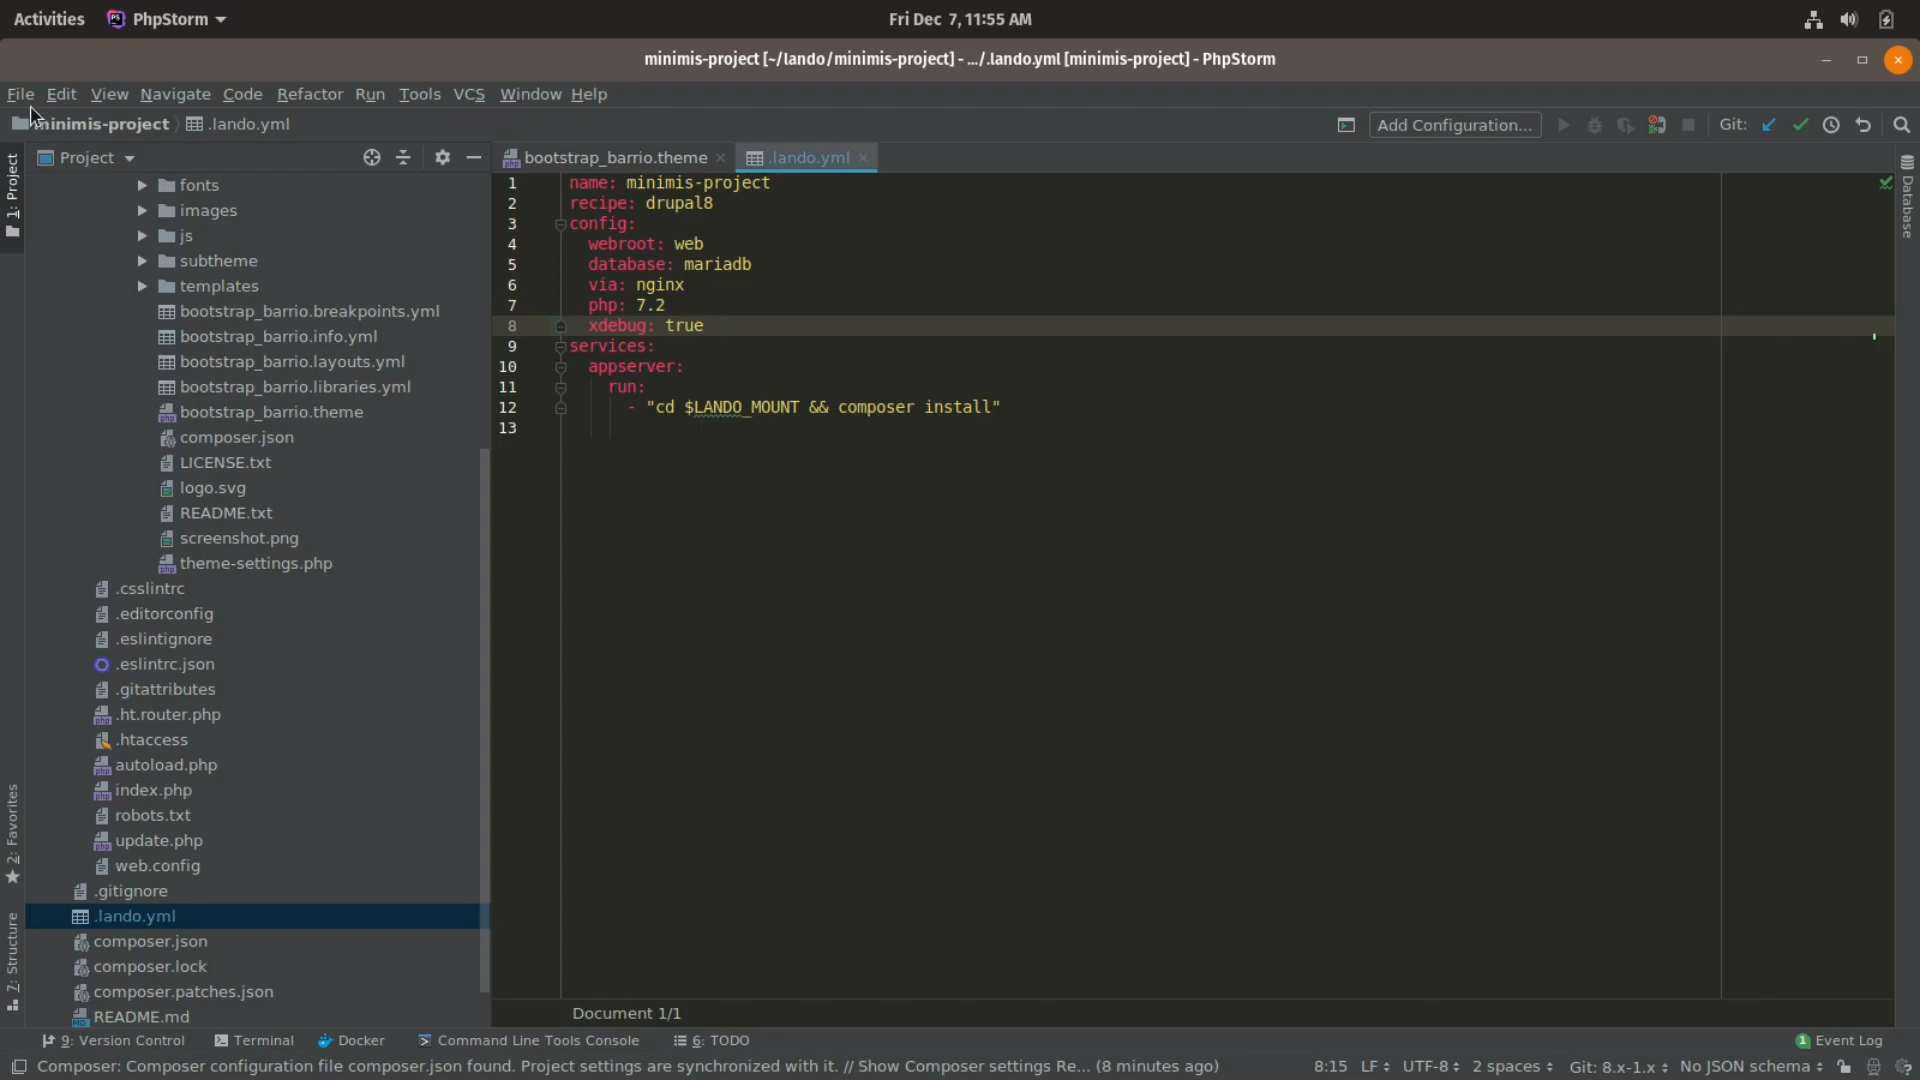 Activities PhpStorm Fri Dec 7, 11:55 AM
minimis-project [~/lando/minimis-project] - .../.lando.yml [minimis-project] - PhpStorm
File Edit View Navigate Code Refactor Run Tools VCS Window Help
minimis-project .lando.yml Add Configuration... Git:
1: Project
2: Favorites
7: Structure
Project
fonts
images
js
subtheme
templates
bootstrap_barrio.breakpoints.yml
bootstrap_barrio.info.yml
bootstrap_barrio.layouts.yml
bootstrap_barrio.libraries.yml
bootstrap_barrio.theme
composer.json
LICENSE.txt
logo.svg
README.txt
screenshot.png
theme-settings.php
.csslintrc
.editorconfig
.eslintignore
.eslintrc.json
.gitattributes
.ht.router.php
.htaccess
autoload.php
index.php
robots.txt
update.php
web.config
.gitignore
.lando.yml
composer.json
composer.lock
composer.patches.json
README.md
bootstrap_barrio.theme .lando.yml
1 name: minimis-project
2 recipe: drupal8
3 config:
4 webroot: web
5 database: mariadb
6 via: nginx
7 php: 7.2
8 xdebug: true
9 services:
10 appserver:
11 run:
12 - "cd $LANDO_MOUNT && composer install"
13
Document 1/1
Database
9: Version Control Terminal Docker Command Line Tools Console 6: TODO 1 Event Log
Composer: Composer configuration file composer.json found. Project settings are synchronized with it. // Show Composer settings Re... (8 minutes ago) 8:15 LF UTF-8 2 spaces Git: 8.x-1.x No JSON schema